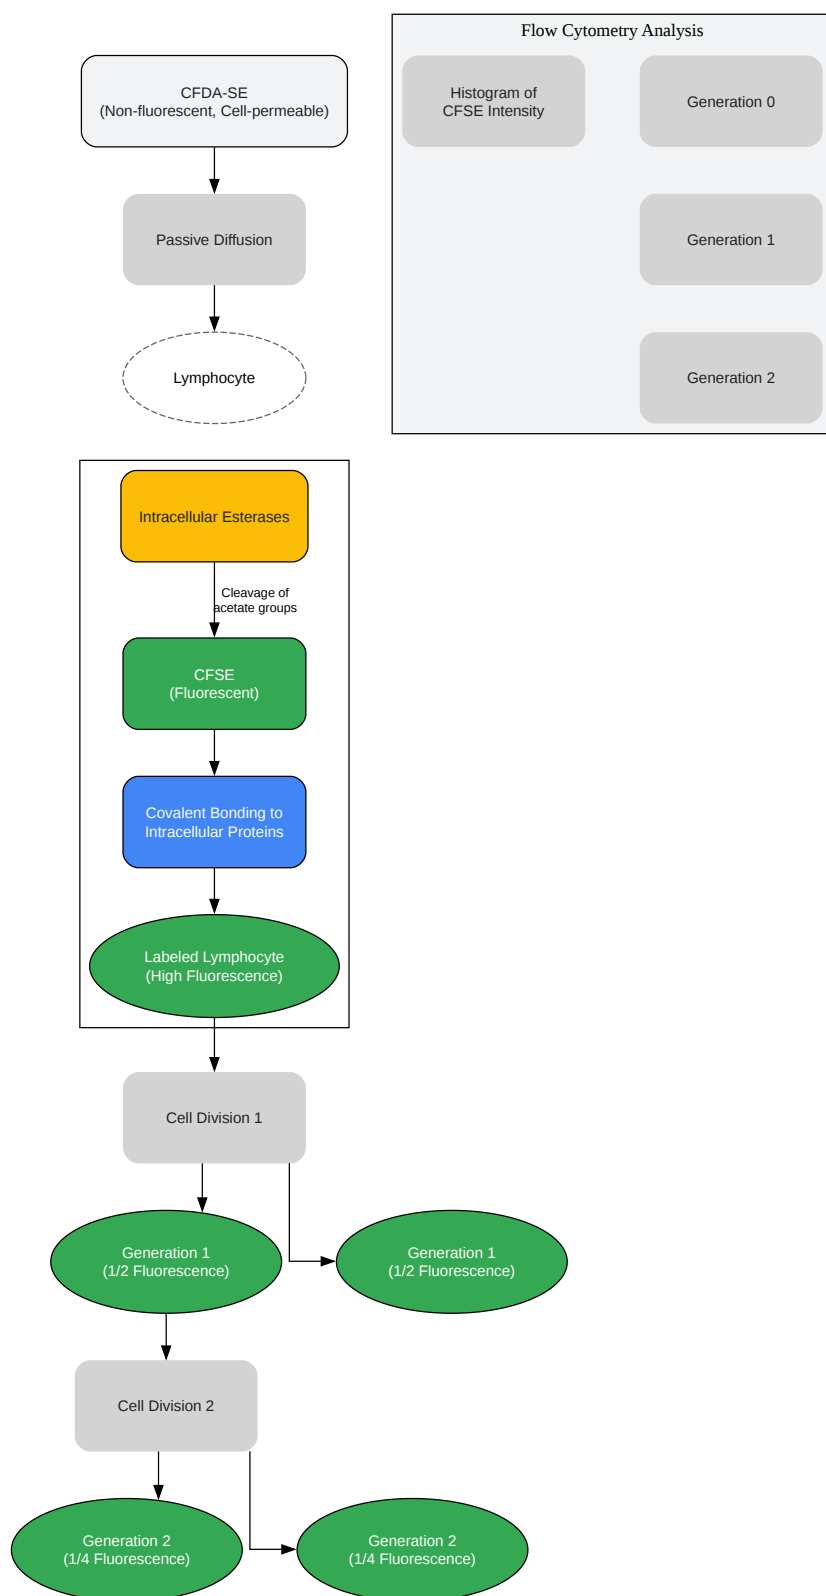 Flow Cytometry Analysis
CFDA-SE
(Non-fluorescent, Cell-permeable)
Histogram of
CFSE Intensity
Generation 0
Passive Diffusion
Generation 1
Lymphocyte
Generation 2
Intracellular Esterases
Cleavage of
acetate groups
CFSE
(Fluorescent)
Covalent Bonding to
Intracellular Proteins
Labeled Lymphocyte
(High Fluorescence)
Cell Division 1
Generation 1
(1/2 Fluorescence)
Generation 1
(1/2 Fluorescence)
Cell Division 2
Generation 2
(1/4 Fluorescence)
Generation 2
(1/4 Fluorescence)